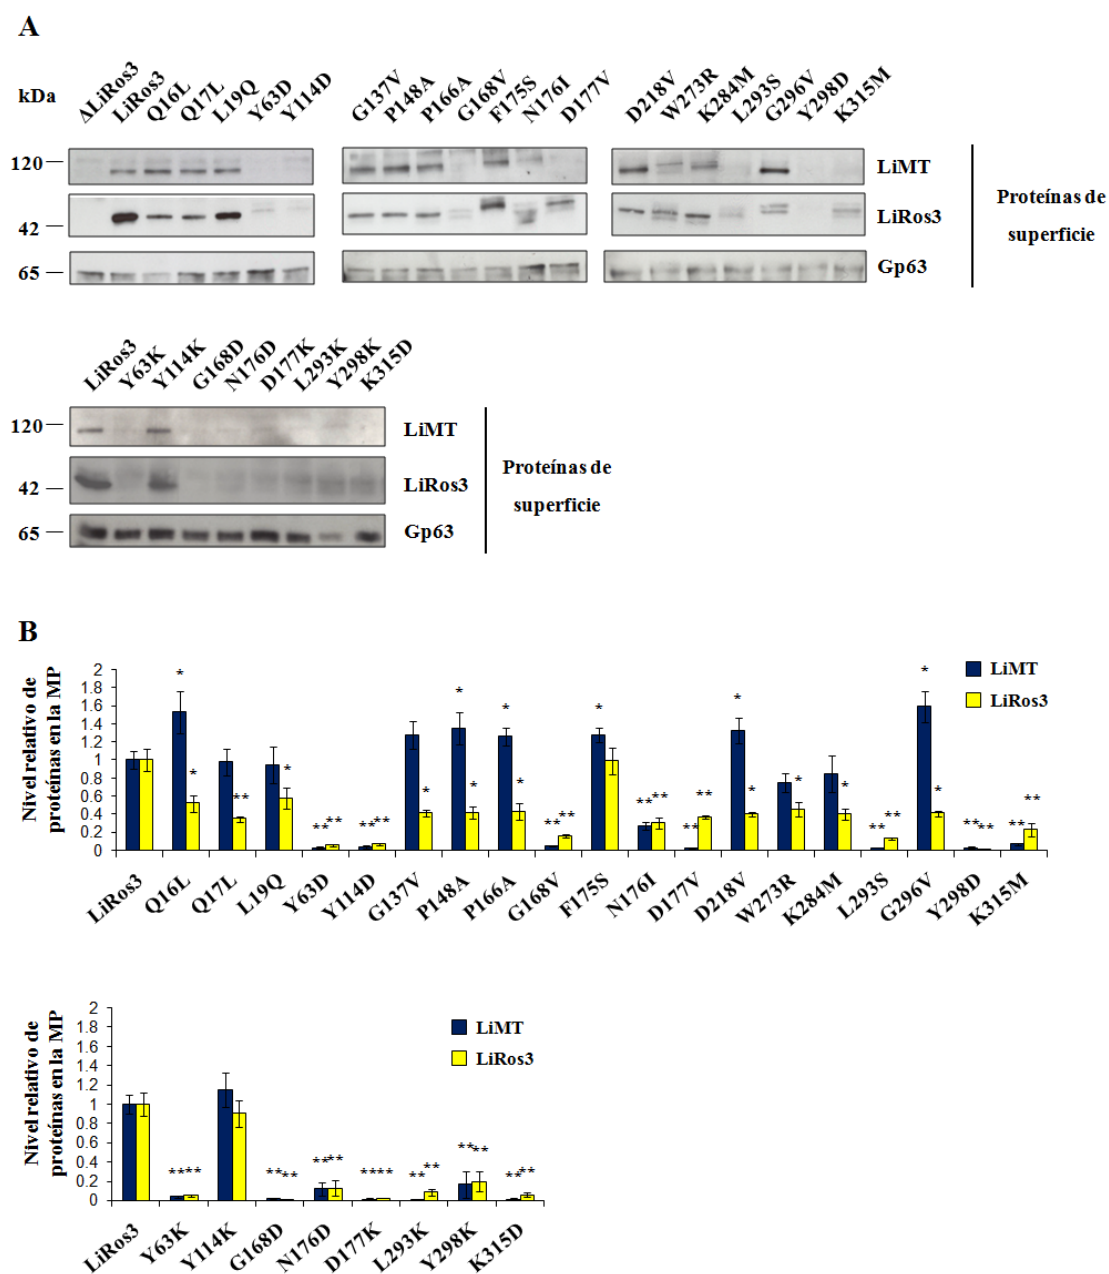 A
kDa
ΔLiRos3 LiRos3 Q16L Q17L L19Q Y63D Y114D G137V P148A P166A G168V F175S N176I D177V D218V W273R K284M L293S G296V Y298D K315M
120 LiMT
42 LiRos3
65 Gp63
Proteínas de
superficie
LiRos3 Y63K Y114K G168D N176D D177K L293K Y298K K315D
120 LiMT
42 LiRos3
65 Gp63
Proteínas de
superficie
B
Nivel relativo de
proteínas en la MP
2
1.8
1.6
1.4
1.2
1
0.8
0.6
0.4
0.2
0
* * ** * ** ** ** ** * * * * * ** ** * ** ** ** ** * * * * ** ** * * ** ** ** **
LiMT
LiRos3
LiRos3 Q16L Q17L L19Q Y63D Y114D G137V P148A P166A G168V F175S N176I D177V D218V W273R K284M L293S G296V Y298D K315M
Nivel relativo de
proteínas en la MP
2
1.8
1.6
1.4
1.2
1
0.8
0.6
0.4
0.2
0
** ** ** ** ** ** ** ** ** ** ** ** ** **
LiMT
LiRos3
LiRos3 Y63K Y114K G168D N176D D177K L293K Y298K K315D